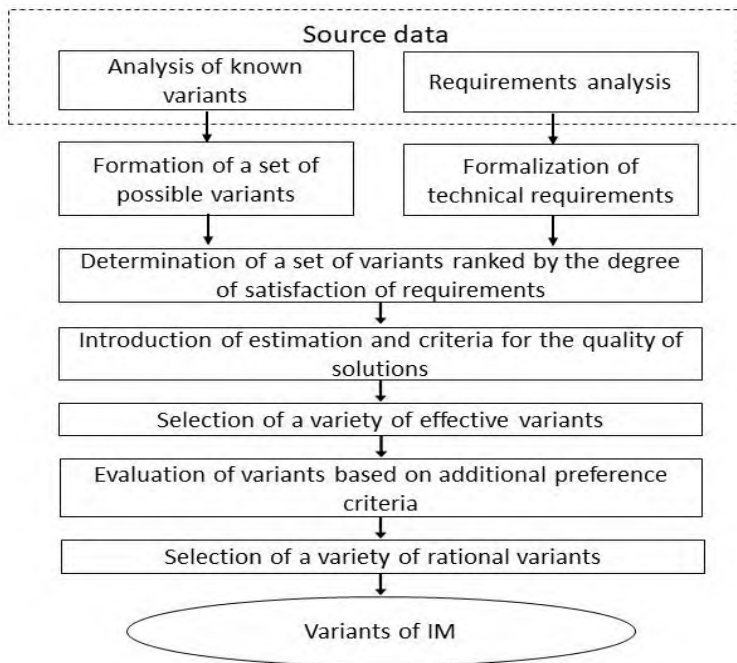 Source data
Analysis of known
variants
Requirements analysis
Formation of a set of
possible variants
Formalization of
technical requirements
Determination of a set of variants ranked by the degree
of satisfaction of requirements
Introduction of estimation and criteria for the quality of
solutions
Selection of a variety of effective variants
Evaluation of variants based on additional preference
criteria
Selection of a variety of rational variants
Variants of IM